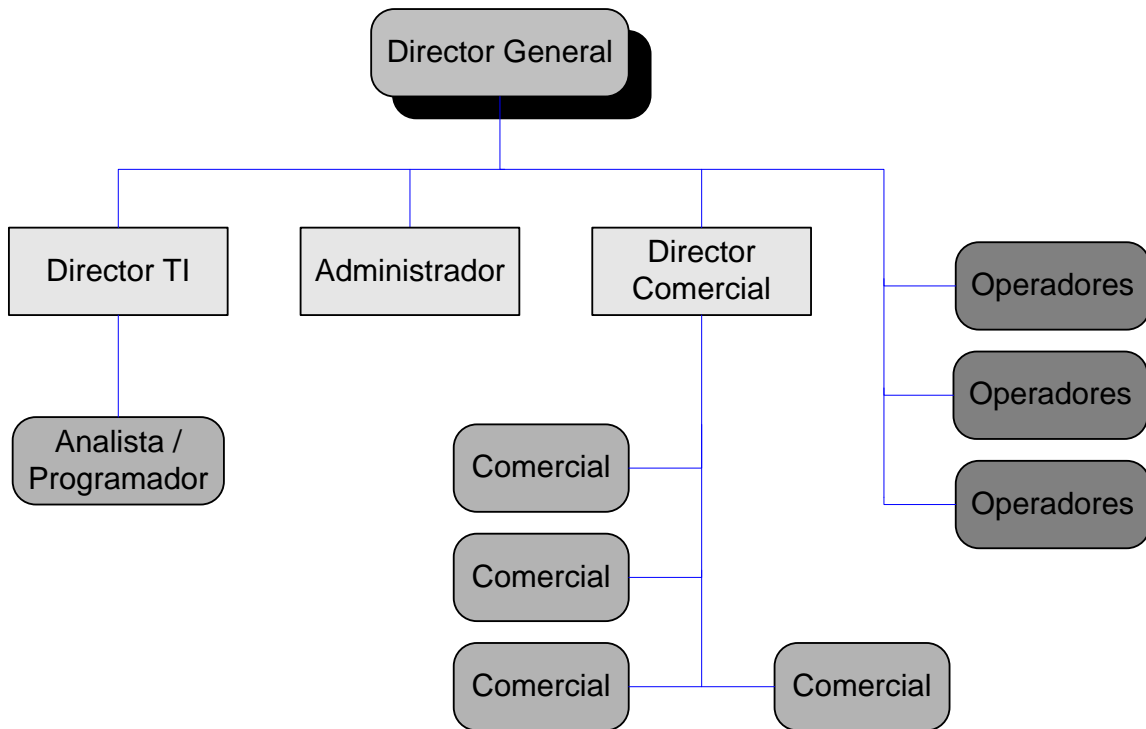 Director General
Director TI
Administrador
Director
Comercial
Operadores
Operadores
Operadores
Analista /
Programador
Comercial
Comercial
Comercial
Comercial